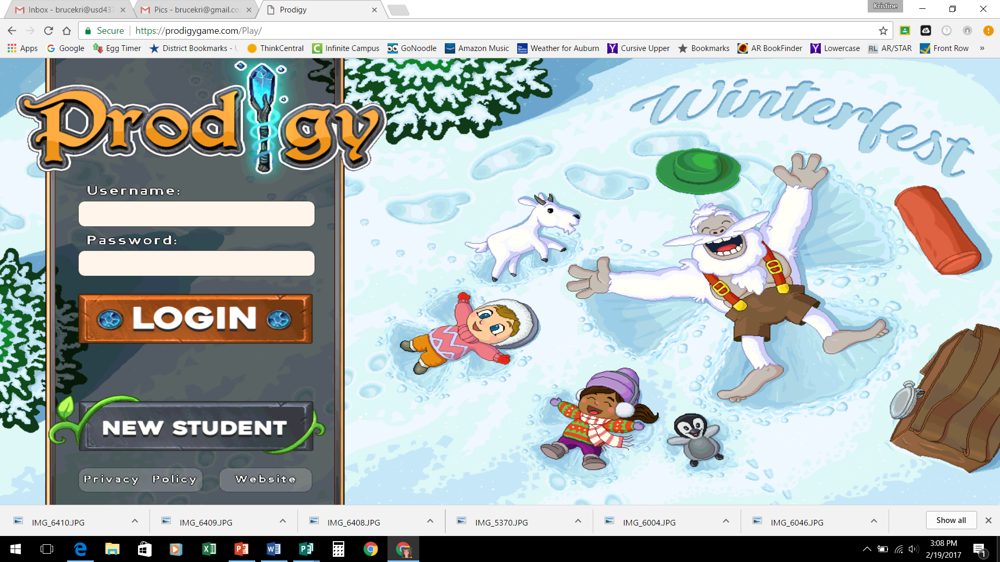 Inbox - brucekri@usd437
Pics - brucekri@gmail.co
Prodigy
Kristine
Secure
https://prodigygame.com/Play/
Apps
Google
Egg Timer
District Bookmarks - U
ThinkCentral
Infinite Campus
GoNoodle
Amazon Music
Weather for Auburn
Cursive Upper
Bookmarks
AR BookFinder
Lowercase
AR/STAR
Front Row
»
Prodigy
Winterfest
Username:
Password:
LOGIN
NEW STUDENT
Privacy Policy
Website
IMG_6410.JPG
IMG_6409.JPG
IMG_6408.JPG
IMG_5370.JPG
IMG_6004.JPG
IMG_6046.JPG
Show all
3:08 PM
2/19/2017
1